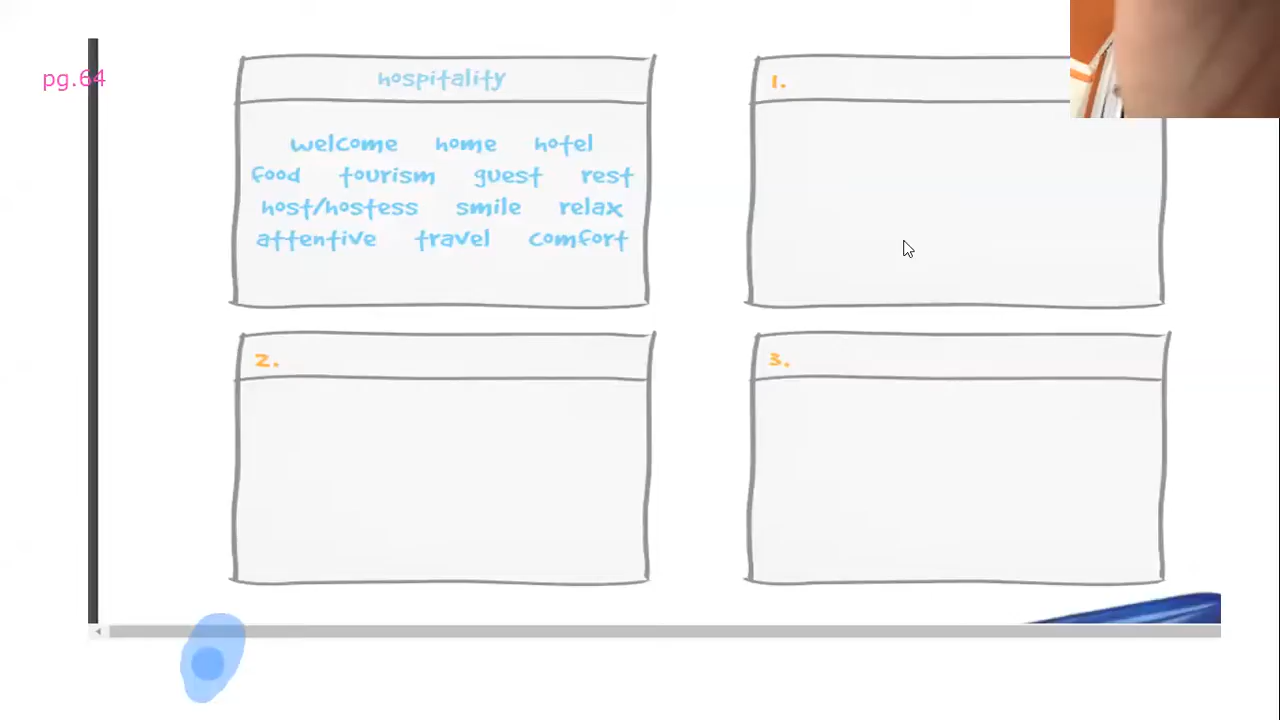 pg.64
hospitality
welcome home hotel
food tourism guest rest
host/hostess smile relax
attentive travel comfort
1.
2.
3.